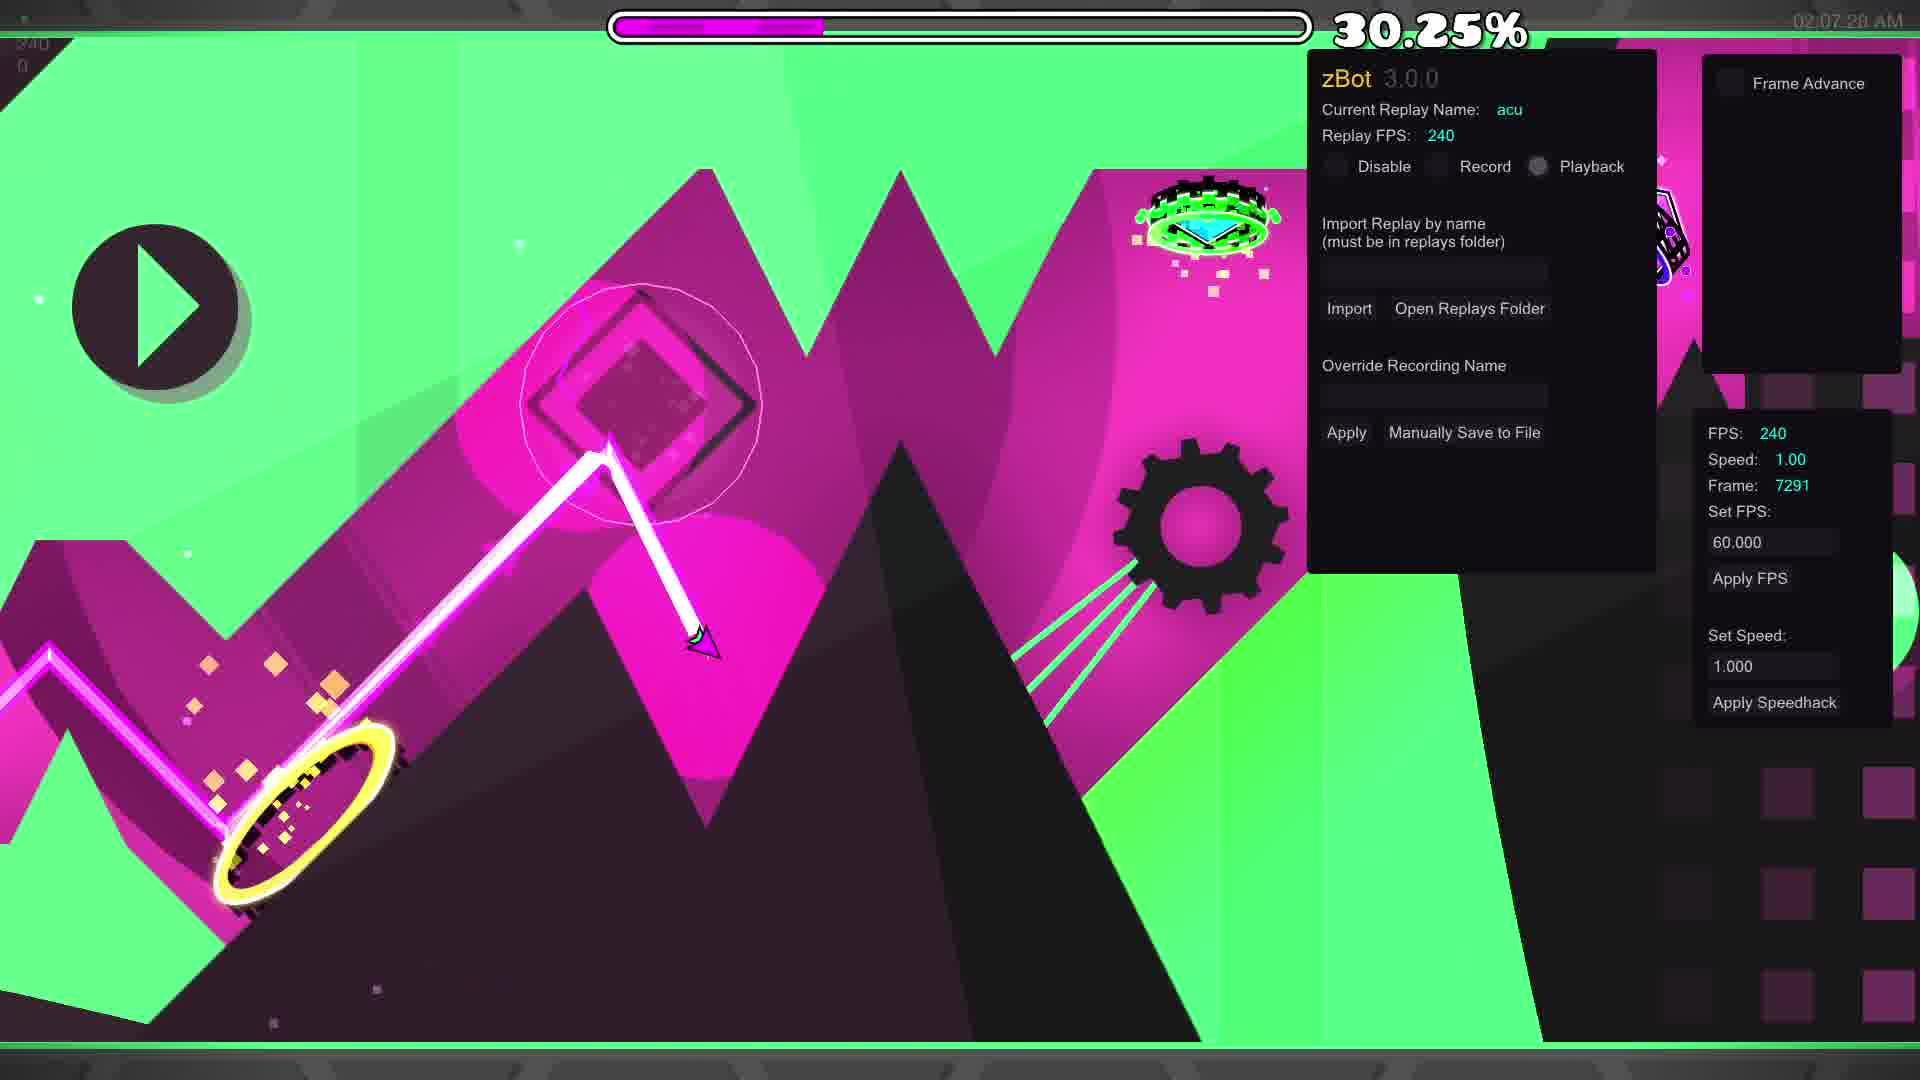 30.25%
02:07.20 AM
240
0
zBot 3.0.0
Current Replay Name: acu
Replay FPS: 240
Disable Record Playback
Import Replay by name
(must be in replays folder)
Import Open Replays Folder
Override Recording Name
Apply Manually Save to File
Frame Advance
FPS: 240
Speed: 1.00
Frame: 7291
Set FPS:
60.000
Apply FPS
Set Speed:
1.000
Apply Speedhack